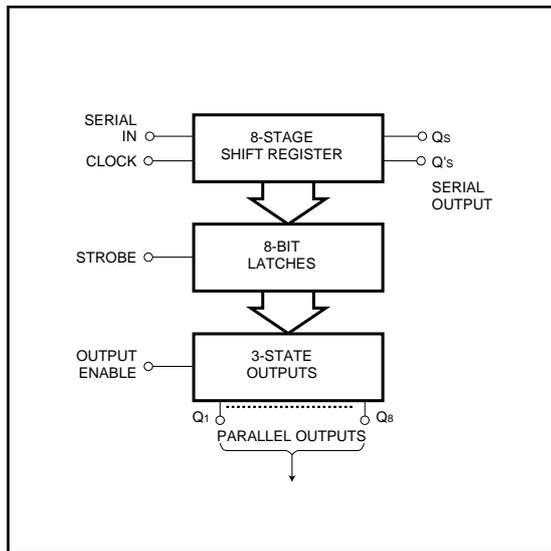 SERIAL
IN
CLOCK
8-STAGE
SHIFT REGISTER
QS
Q's
SERIAL
OUTPUT
STROBE
8-BIT
LATCHES
OUTPUT
ENABLE
3-STATE
OUTPUTS
Q1
Q8
PARALLEL OUTPUTS